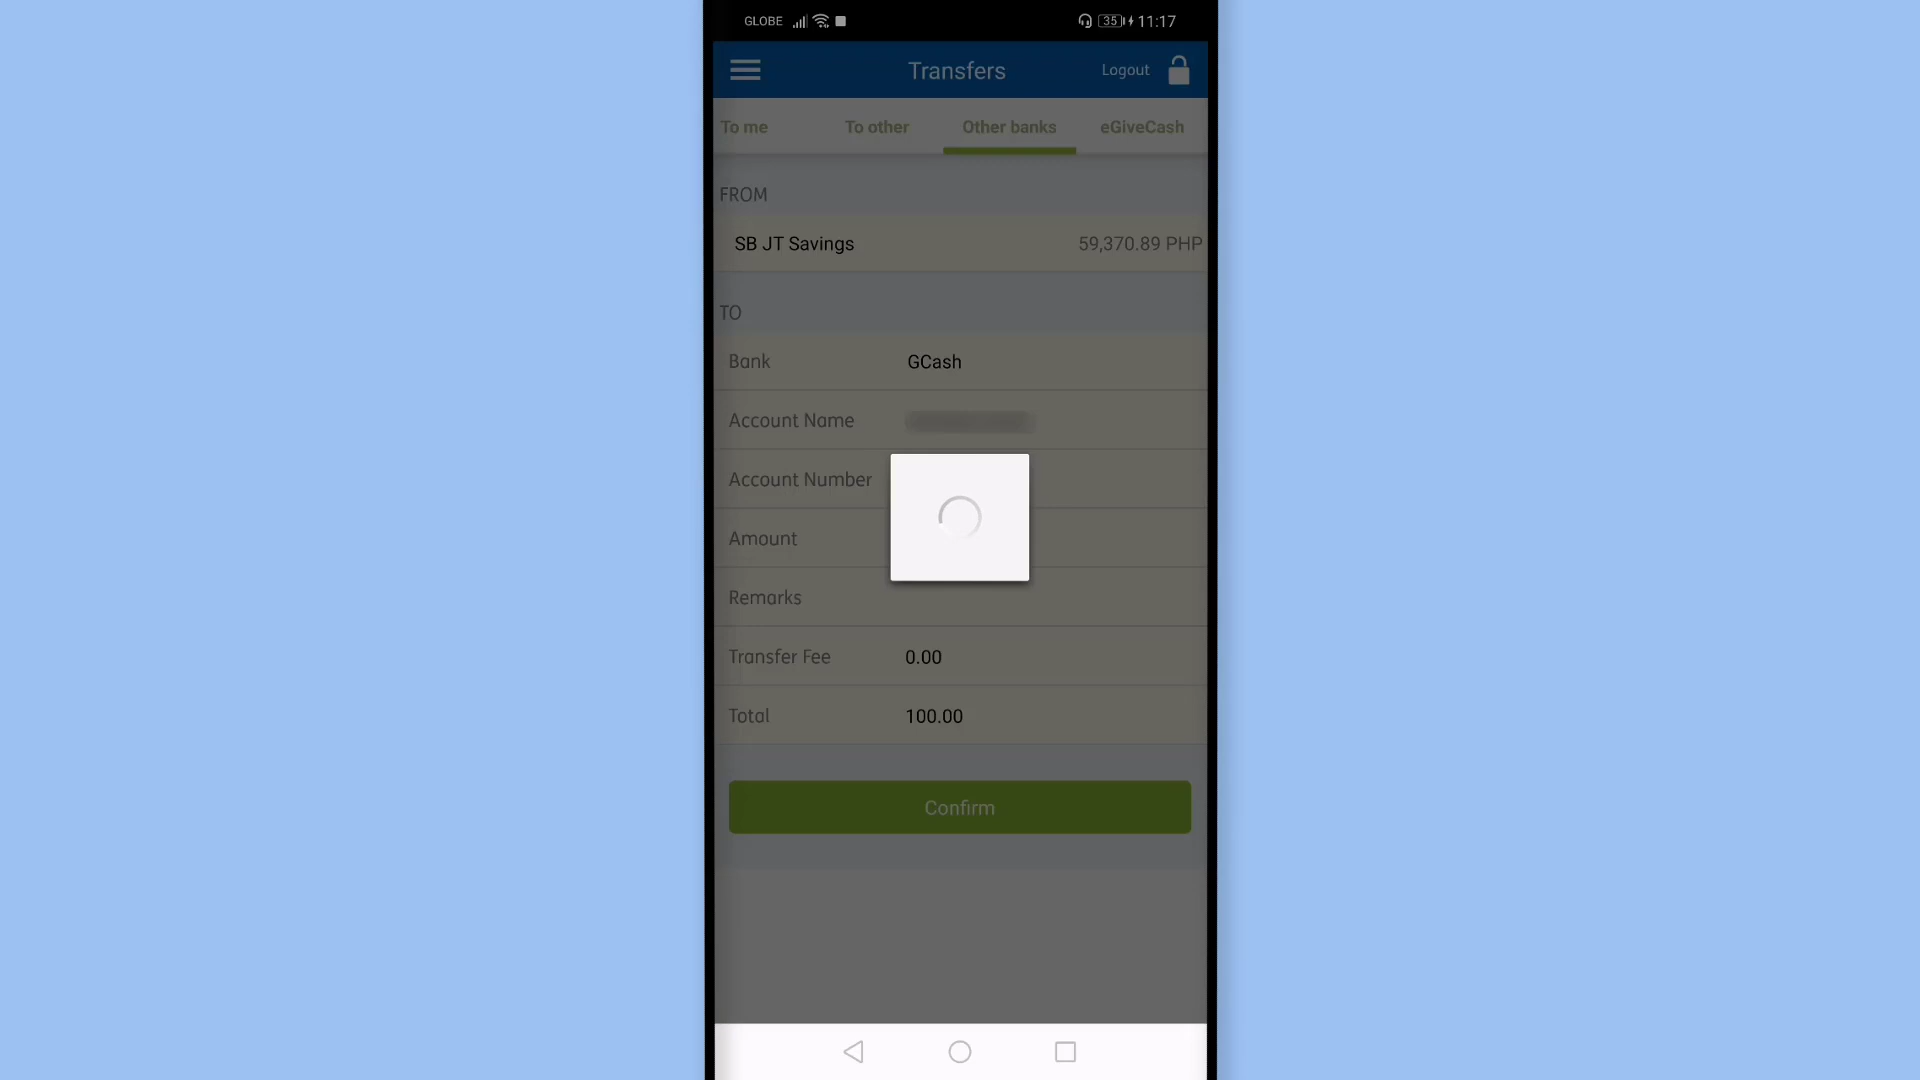 GLOBE 35 11:17
Transfers Logout
To me To other Other banks eGiveCash
FROM
SB JT Savings 59,370.89 PHP
TO
Bank GCash
Account Name
Account Number
Amount
Remarks
Transfer Fee 0.00
Total 100.00
Confirm